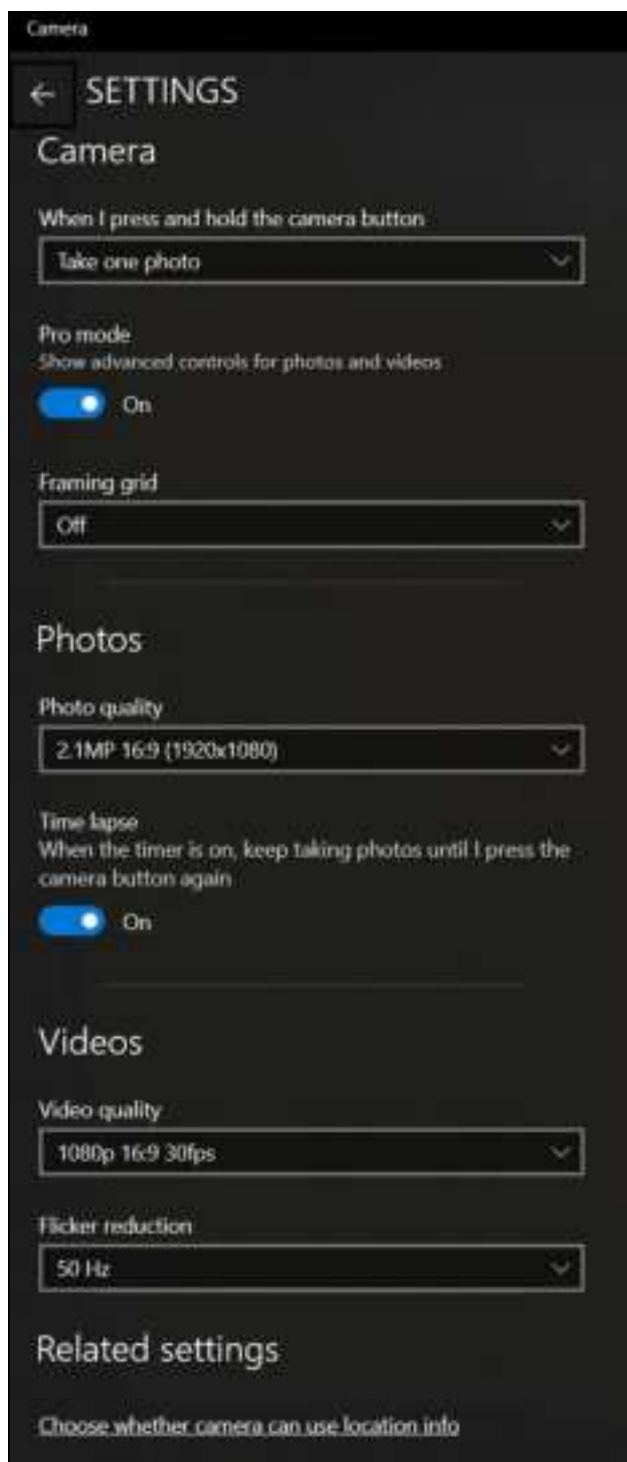 Camera
SETTINGS
Camera
When I press and hold the camera button
Take one photo
Pro mode
Show advanced controls for photos and videos
On
Framing grid
Off
Photos
Photo quality
2.1MP 16:9 (1920x1080)
Time lapse
When the timer is on, keep taking photos until I press the
camera button again
On
Videos
Video quality
1080p 16:9 30fps
Flicker reduction
50 Hz
Related settings
Choose whether camera can use location info